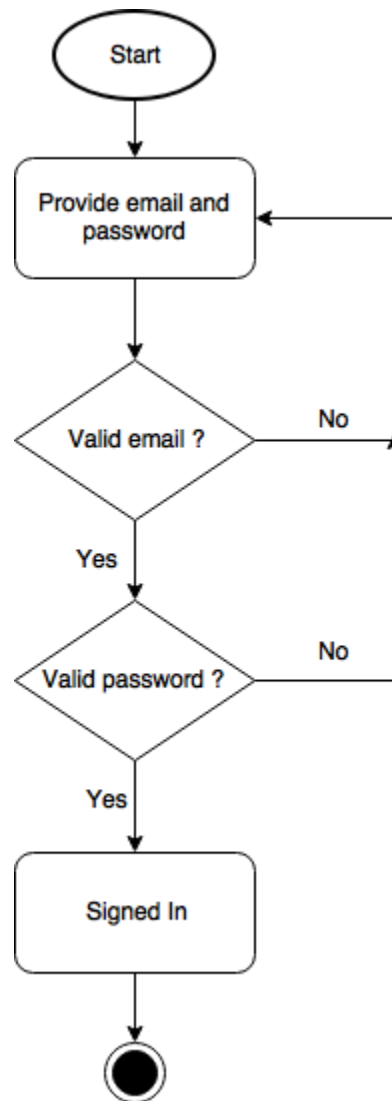 Start
Provide email and
password
Valid email ?
No
Yes
Valid password ?
No
Yes
Signed In